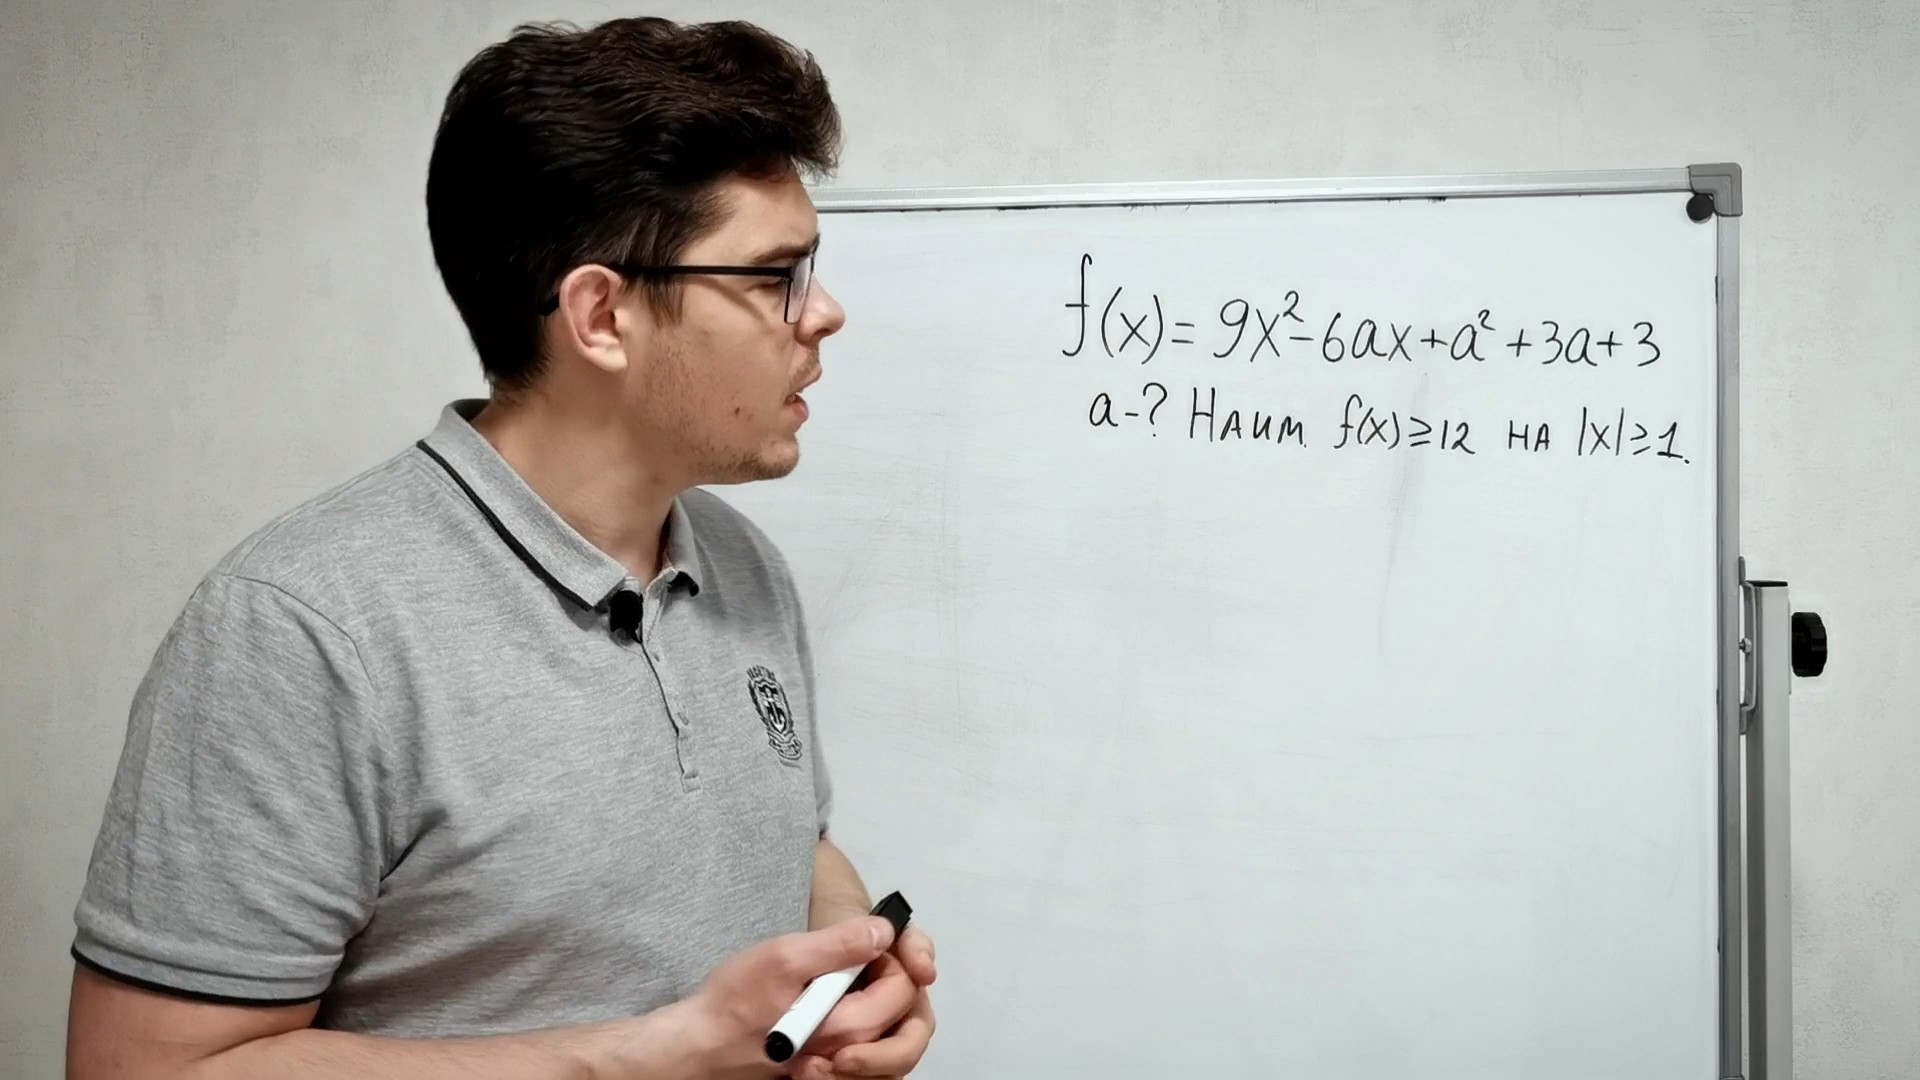 f(x)= 9x²-6ax+a²+3a+3
a-? Наим. f(x)≥12 на |x|≥1.